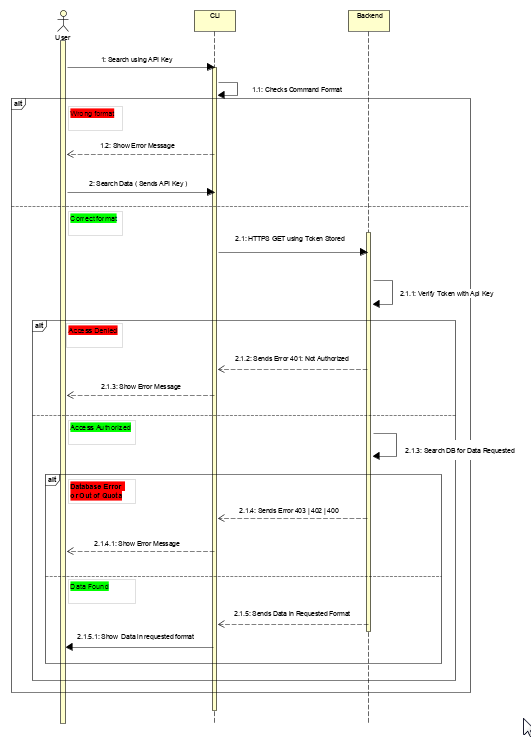 CLI
Backend
User
1: Search using API Key
1.1: Checks Command Format
alt
Wrong format
1.2: Show Error Message
2: Search Data ( Sends API Key )
Correct format
2.1: HTTPS GET using Token Stored
2.1.1: Verify Token with Api Key
alt
Access Denied
2.1.2: Sends Error 401: Not Authorized
2.1.3: Show Error Message
Access Authorized
2.1.3: Search DB for Data Requested
alt
Database Error
or Out of Quota
2.1.4: Sends Error 403 | 402 | 400
2.1.4.1: Show Error Message
Data Found
2.1.5: Sends Data in Requested Format
2.1.5.1: Show Data in requested format